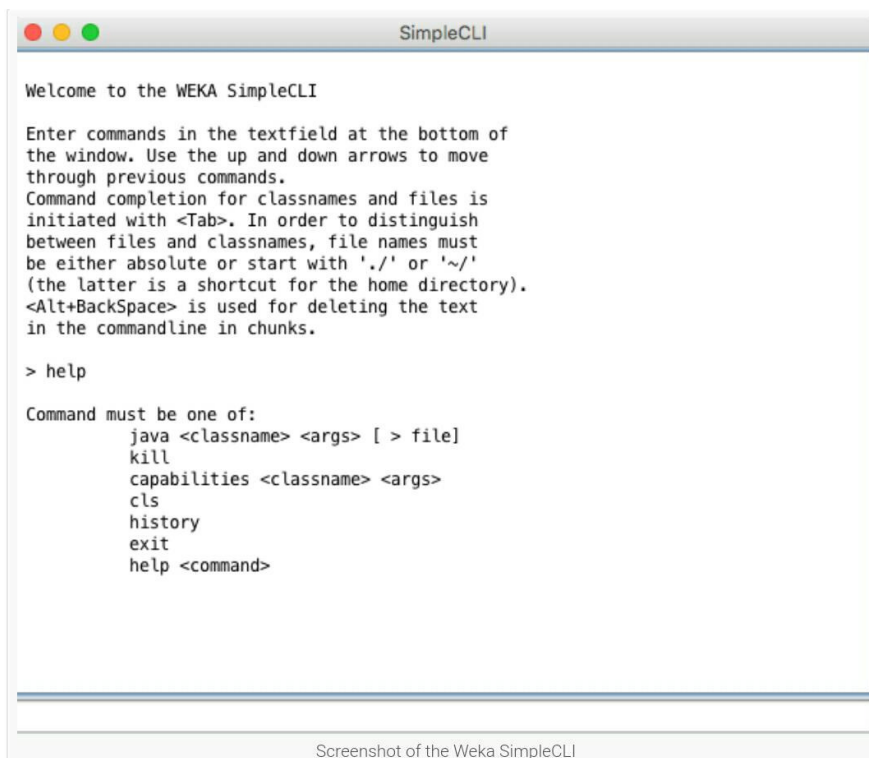 SimpleCLI
Welcome to the WEKA SimpleCLI
Enter commands in the textfield at the bottom of
the window. Use the up and down arrows to move
through previous commands.
Command completion for classnames and files is
initiated with <Tab>. In order to distinguish
between files and classnames, file names must
be either absolute or start with './' or '~/'
(the latter is a shortcut for the home directory).
<Alt+BackSpace> is used for deleting the text
in the commandline in chunks.
> help
Command must be one of:
java <classname> <args> [ > file]
kill
capabilities <classname> <args>
cls
history
exit
help <command>
Screenshot of the Weka SimpleCLI